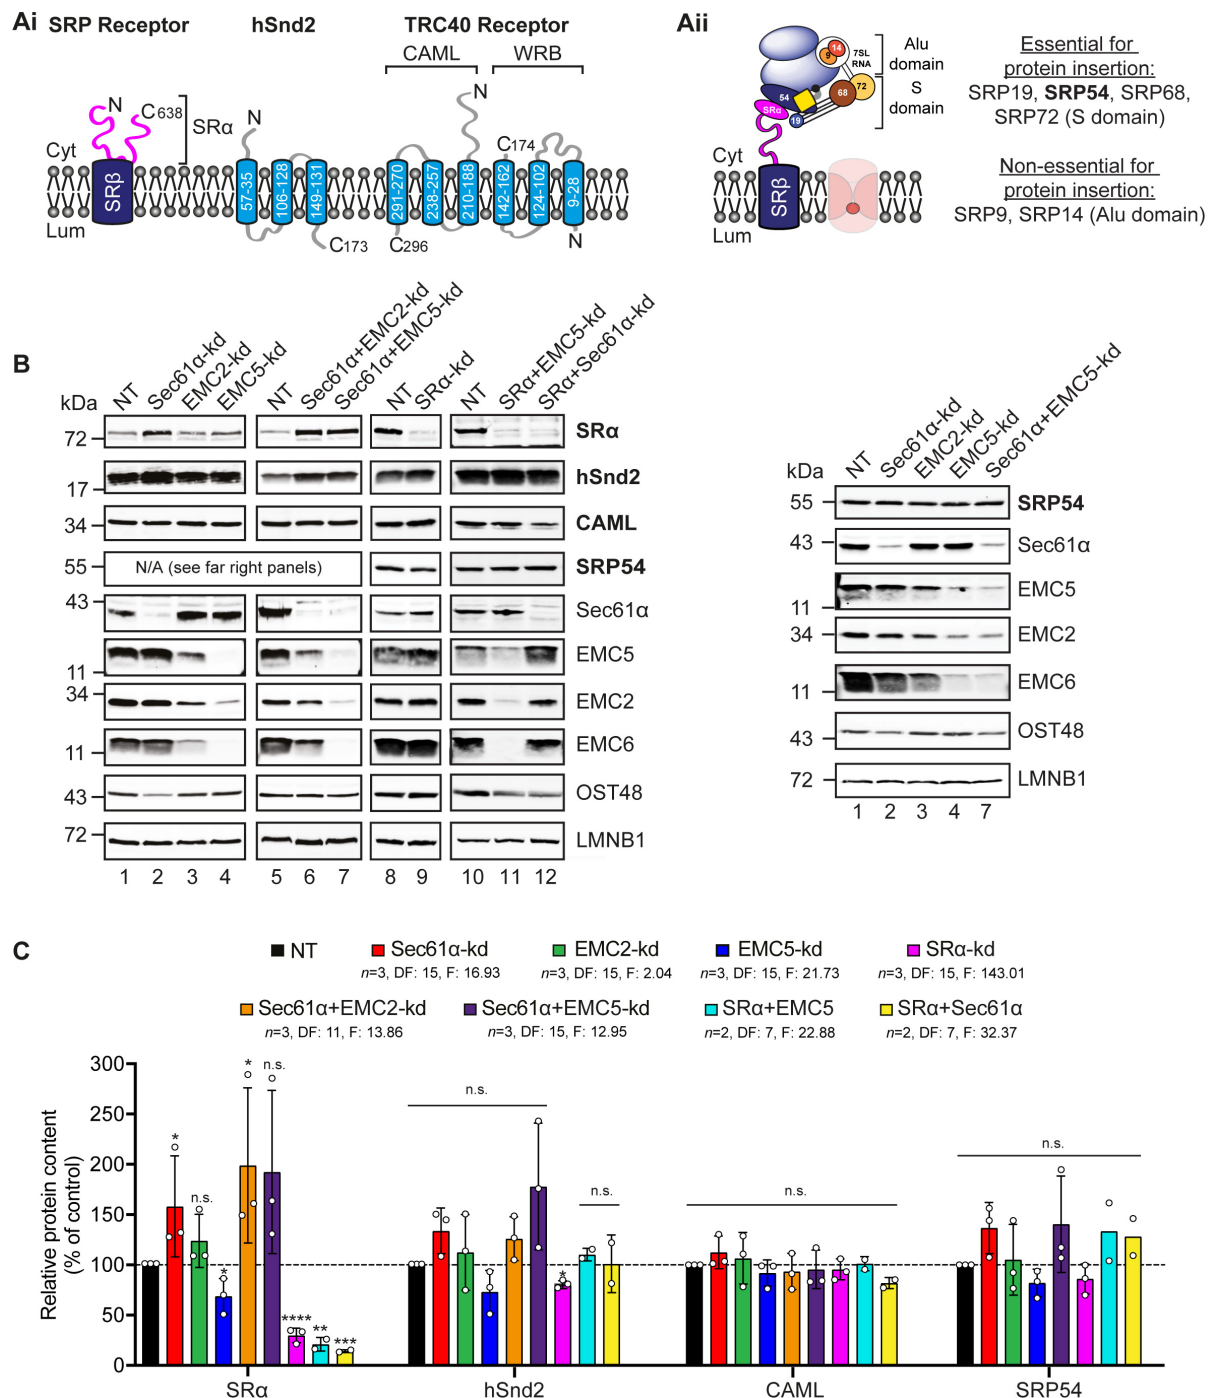 Ai SRP Receptor hSnd2 TRC40 Receptor
CAML WRB
N C638 SRα N N C174
Cyt
SRβ 57-35 106-128 149-131 291-270 238-257 210-188 142-162 124-102 9-28
Lum
C173 C296 N
Aii
14 9 7SL RNA Alu domain
54 68 72 S domain
SRα 19
Cyt
SRβ
Lum
Essential for
protein insertion:
SRP19, SRP54, SRP68,
SRP72 (S domain)
Non-essential for
protein insertion:
SRP9, SRP14 (Alu domain)
B
kDa NT Sec61α-kd EMC2-kd EMC5-kd NT Sec61α+EMC2-kd Sec61α+EMC5-kd NT SRα-kd NT SRα+EMC5-kd SRα+Sec61α-kd
72 SRα
17 hSnd2
34 CAML
55 N/A (see far right panels) SRP54
43 Sec61α
11 EMC5
34 EMC2
11 EMC6
43 OST48
72 LMNB1
1 2 3 4 5 6 7 8 9 10 11 12
kDa NT Sec61α-kd EMC2-kd EMC5-kd Sec61α+EMC5-kd
55 SRP54
43 Sec61α
11 EMC5
34 EMC2
11 EMC6
43 OST48
72 LMNB1
1 2 3 4 7
C
NT Sec61α-kd EMC2-kd EMC5-kd SRα-kd
n=3, DF: 15, F: 16.93 n=3, DF: 15, F: 2.04 n=3, DF: 15, F: 21.73 n=3, DF: 15, F: 143.01
Sec61α+EMC2-kd Sec61α+EMC5-kd SRα+EMC5 SRα+Sec61α
n=3, DF: 11, F: 13.86 n=3, DF: 15, F: 12.95 n=2, DF: 7, F: 22.88 n=2, DF: 7, F: 32.37
Relative protein content
(% of control)
300
250
200
150
100
50
0
* n.s. * * n.s. **** ** ***
n.s. * n.s.
n.s.
n.s.
SRα hSnd2 CAML SRP54